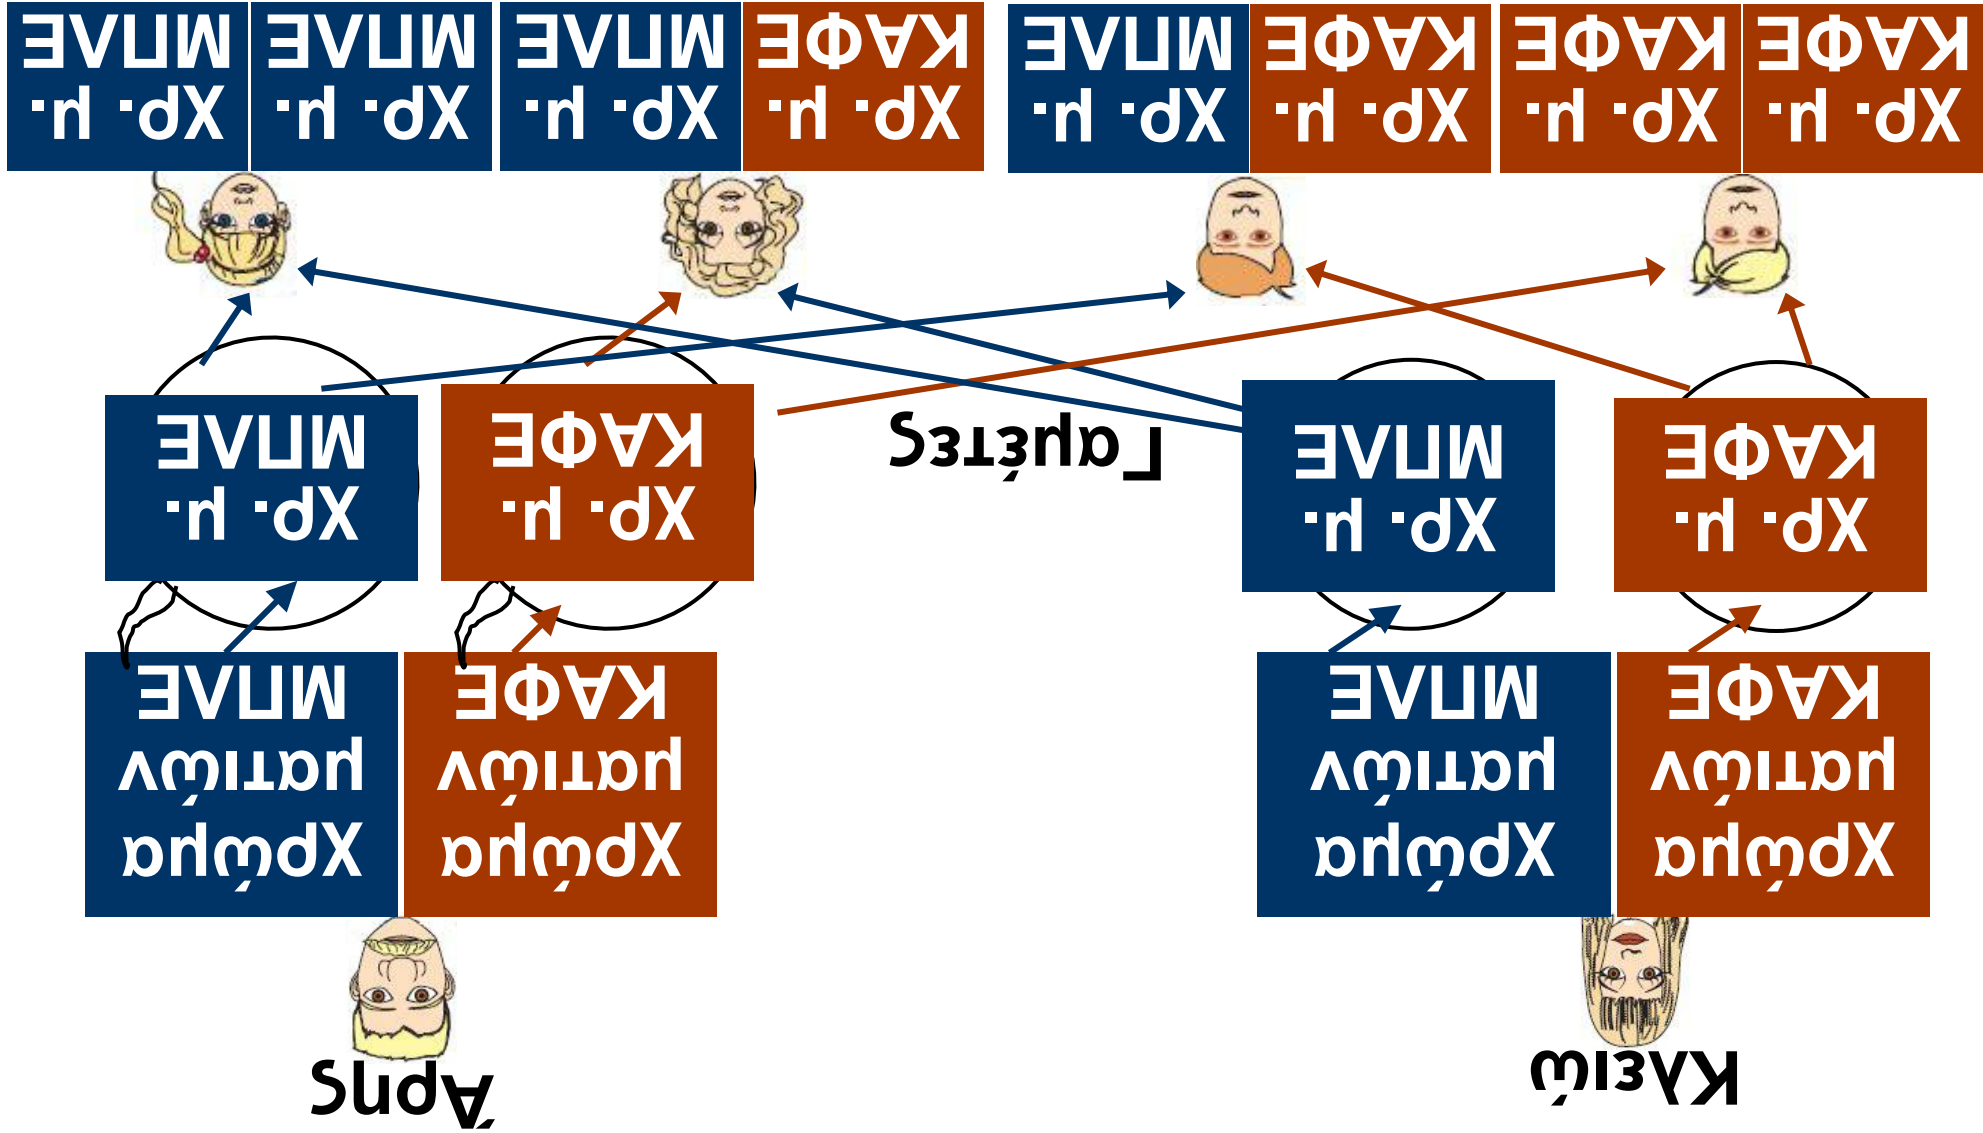 Κλειώ
Άρης
Χρώμα
ματιών
ΚΑΦΕ
Χρώμα
ματιών
ΜΠΛΕ
Χρώμα
ματιών
ΚΑΦΕ
Χρώμα
ματιών
ΜΠΛΕ
Χρ. μ.
ΚΑΦΕ
Χρ. μ.
ΜΠΛΕ
Γαμέτες
Χρ. μ.
ΚΑΦΕ
Χρ. μ.
ΜΠΛΕ
Χρ. μ.
ΚΑΦΕ
Χρ. μ.
ΚΑΦΕ
Χρ. μ.
ΚΑΦΕ
Χρ. μ.
ΜΠΛΕ
Χρ. μ.
ΚΑΦΕ
Χρ. μ.
ΜΠΛΕ
Χρ. μ.
ΜΠΛΕ
Χρ. μ.
ΜΠΛΕ